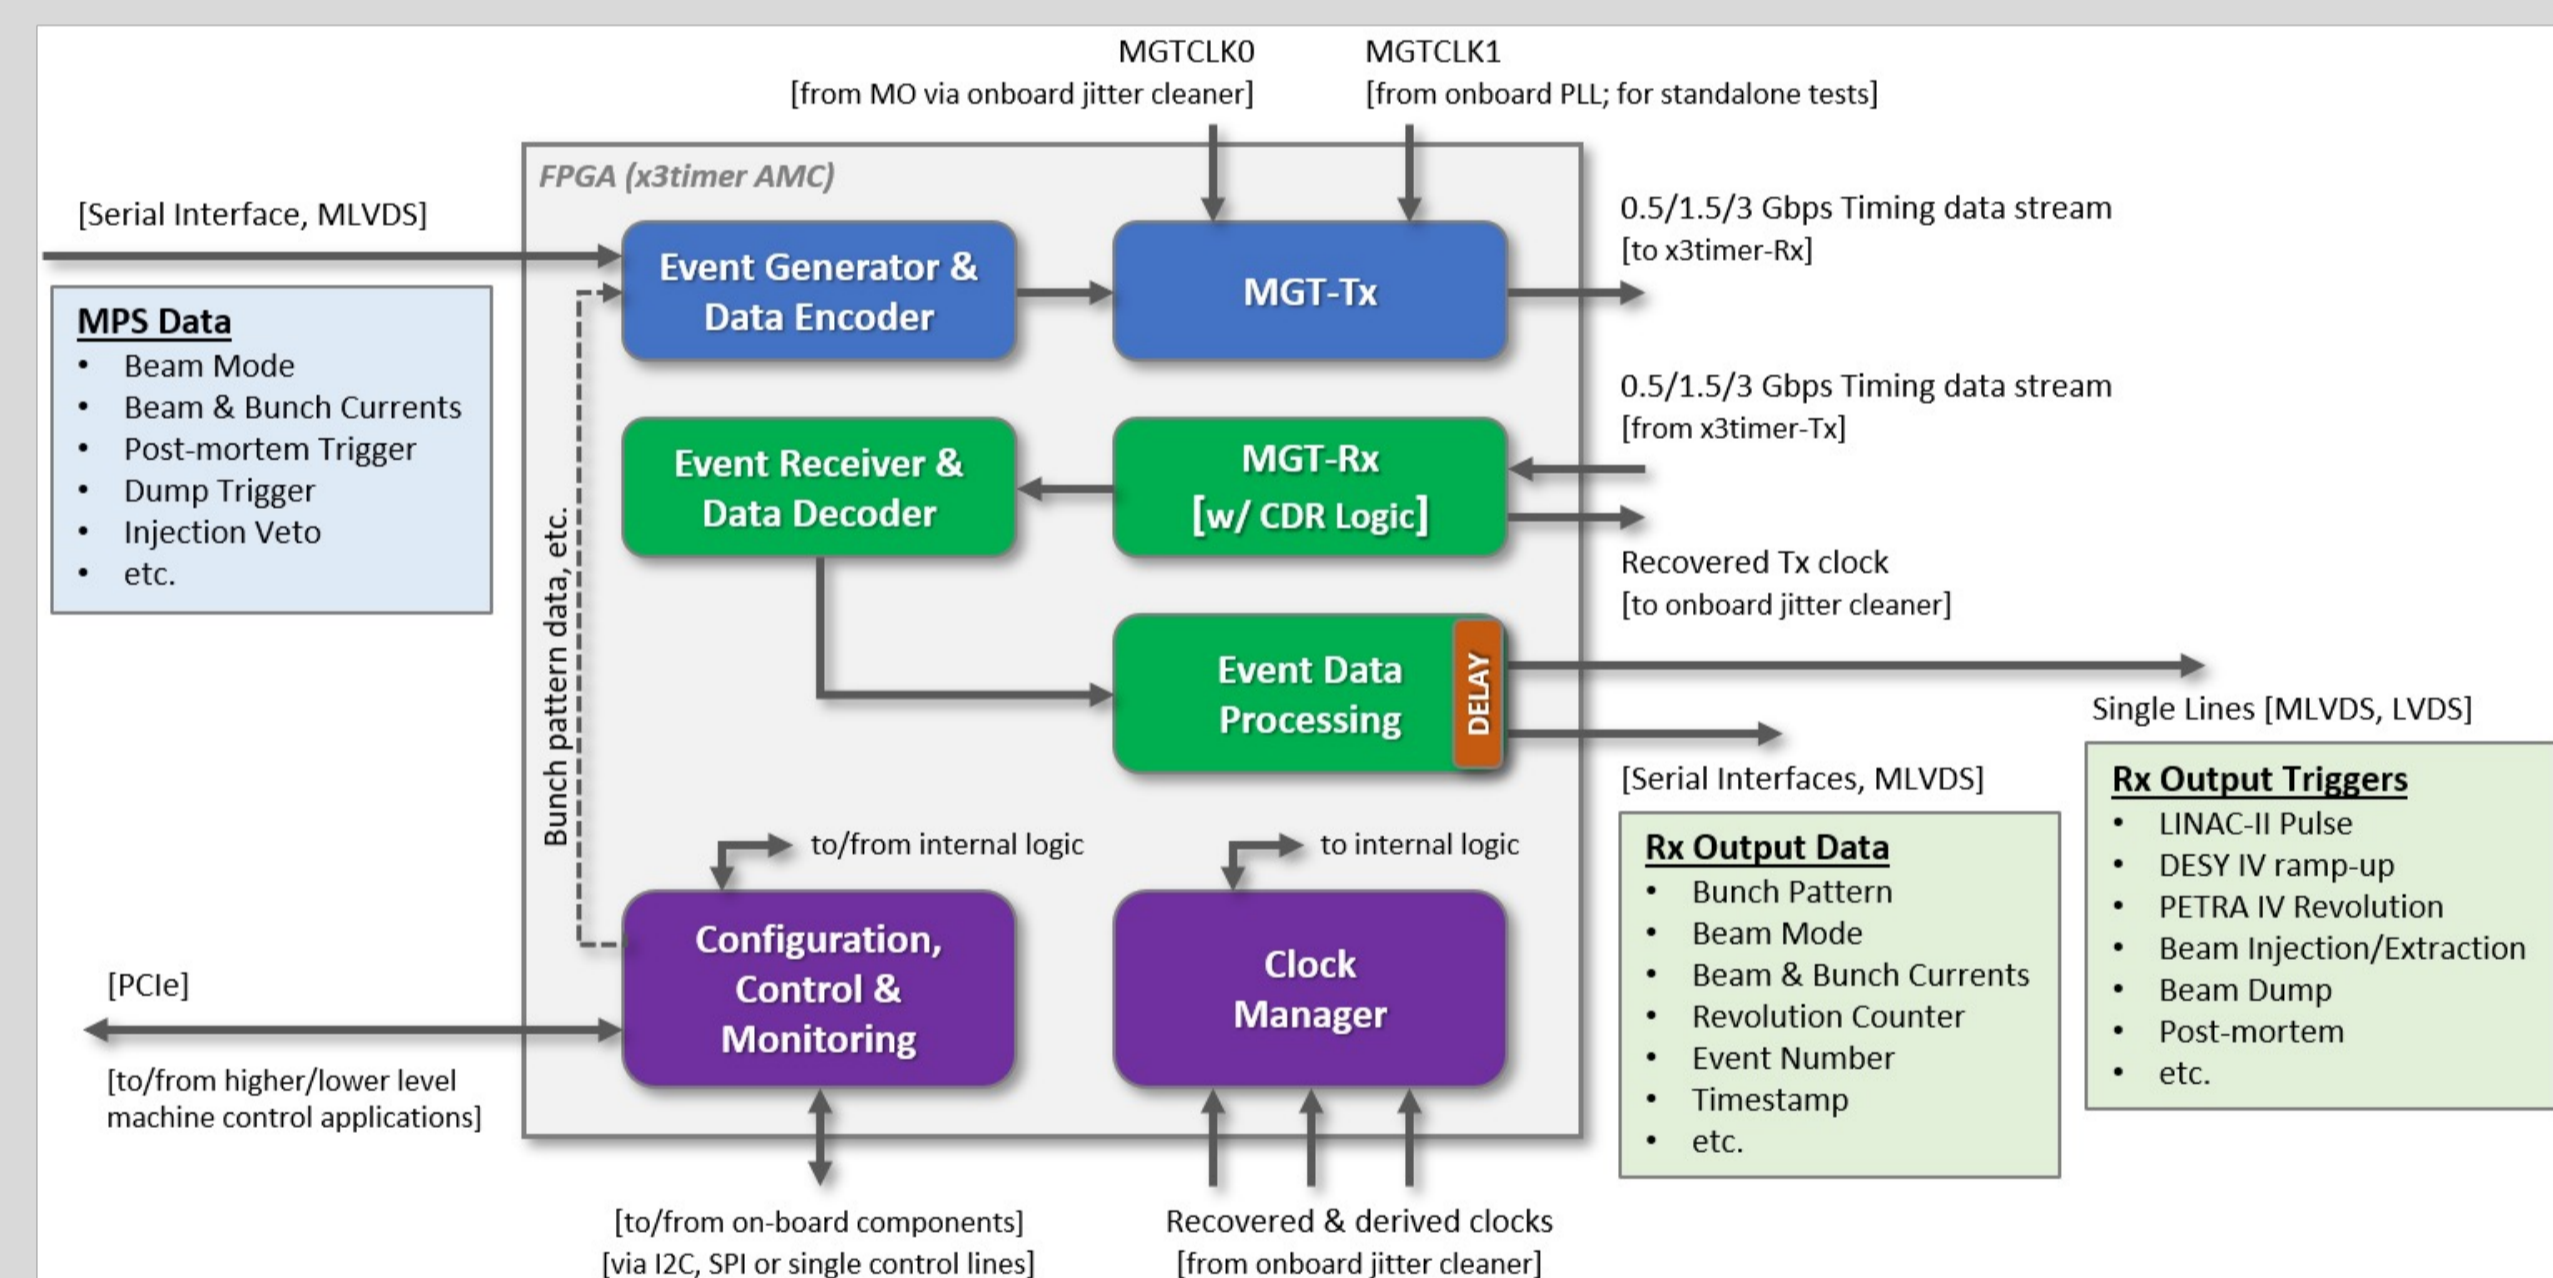 MGTCLK0
[from MO via onboard jitter cleaner]
MGTCLK1
[from onboard PLL; for standalone tests]
FPGA (x3timer AMC)
[Serial Interface, MLVDS]
MPS Data
• Beam Mode
• Beam & Bunch Currents
• Post-mortem Trigger
• Dump Trigger
• Injection Veto
• etc.
Event Generator &
Data Encoder
MGT-Tx
0.5/1.5/3 Gbps Timing data stream
[to x3timer-Rx]
Event Receiver &
Data Decoder
MGT-Rx
[w/ CDR Logic]
0.5/1.5/3 Gbps Timing data stream
[from x3timer-Tx]
Recovered Tx clock
[to onboard jitter cleaner]
Bunch pattern data, etc.
Event Data
Processing
DELAY
Single Lines [MLVDS, LVDS]
Rx Output Triggers
• LINAC-II Pulse
• DESY IV ramp-up
• PETRA IV Revolution
• Beam Injection/Extraction
• Beam Dump
• Post-mortem
• etc.
[Serial Interfaces, MLVDS]
Rx Output Data
• Bunch Pattern
• Beam Mode
• Beam & Bunch Currents
• Revolution Counter
• Event Number
• Timestamp
• etc.
to/from internal logic
to internal logic
Configuration,
Control &
Monitoring
Clock
Manager
[PCIe]
[to/from higher/lower level
machine control applications]
[to/from on-board components]
[via I2C, SPI or single control lines]
Recovered & derived clocks
[from onboard jitter cleaner]